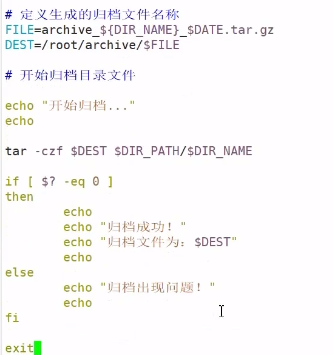 # 定义生成的归档文件名称
FILE=archive_${DIR_NAME}_$DATE.tar.gz
DEST=/root/archive/$FILE
# 开始归档目录文件
echo "开始归档..."
echo
tar -czf $DEST $DIR_PATH/$DIR_NAME
if [ $? -eq 0 ]
then
echo
echo "归档成功！"
echo "归档文件为：$DEST"
echo
else
echo "归档出现问题！"
echo
fi
exit